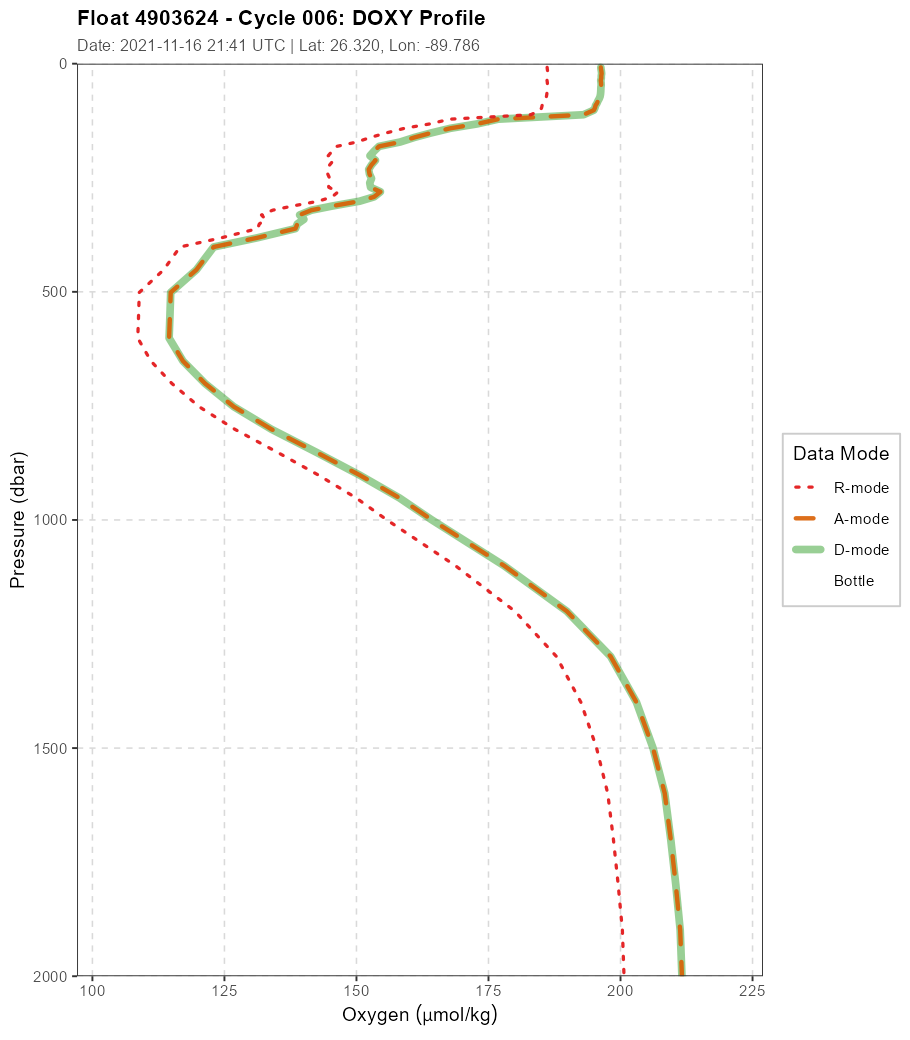 Float 4903624 - Cycle 006: DOXY Profile
Date: 2021-11-16 21:41 UTC | Lat: 26.320, Lon: -89.786
0
500
1000
1500
2000
Pressure (dbar)
100
125
150
175
200
225
Oxygen (μmol/kg)
Data Mode
R-mode
A-mode
D-mode
Bottle